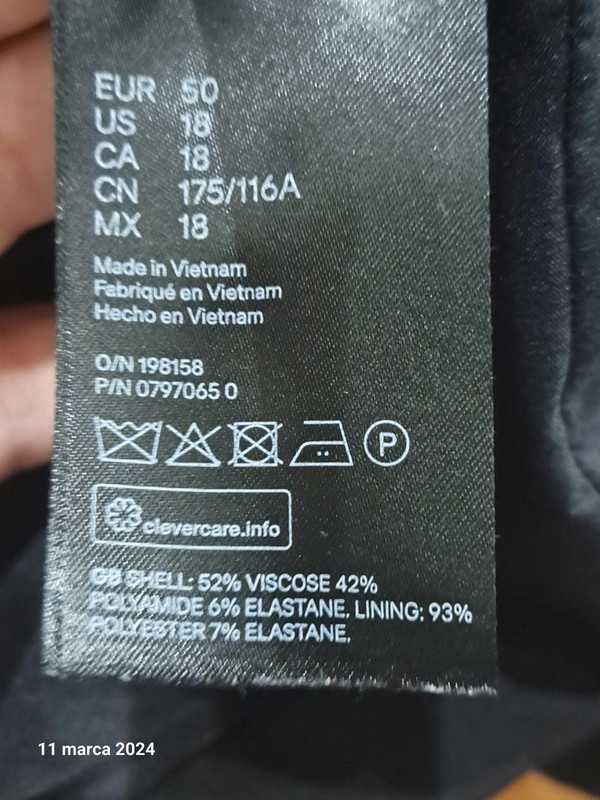 EUR 50
US 18
CA 18
CN 175/116A
MX 18
Made in Vietnam
Fabriqué en Vietnam
Hecho en Vietnam
O/N 198158
P/N 0797065 0
P
clevercare.info
GB SHELL: 52% VISCOSE 42%
POLYAMIDE 6% ELASTANE. LINING: 93%
POLYESTER 7% ELASTANE.
11 marca 2024